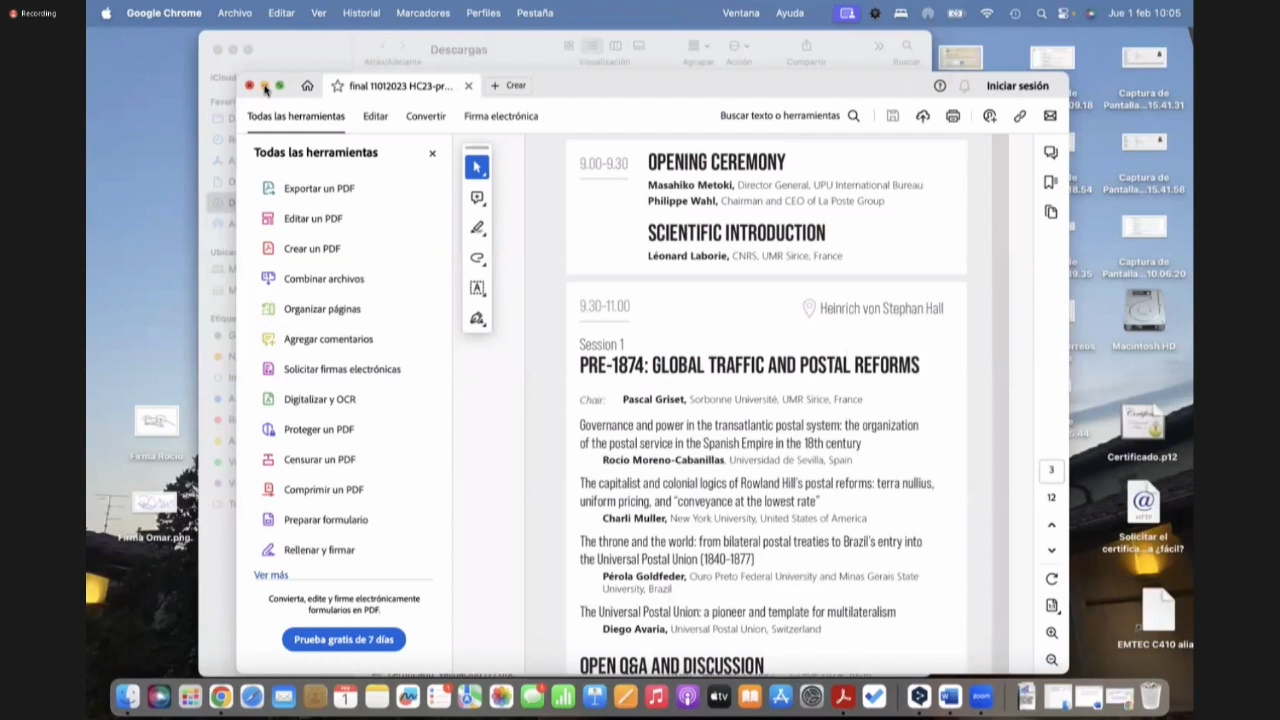 Recording
Google Chrome Archivo Editar Ver Historial Marcadores Perfiles Pestaña Ventana Ayuda Jue 1 feb 10:05
Descargas
Atrás/Adelante Visualización Agrupar Acción Compartir Buscar
iCloud
final 11012023 HC23-pr... + Crear Iniciar sesión
Todas las herramientas Editar Convertir Firma electrónica Buscar texto o herramientas
Todas las herramientas
Exportar un PDF
Editar un PDF
Crear un PDF
Combinar archivos
Organizar páginas
Agregar comentarios
Solicitar firmas electrónicas
Digitalizar y OCR
Proteger un PDF
Censurar un PDF
Comprimir un PDF
Preparar formulario
Rellenar y firmar
Ver más
Convierta, edite y firme electrónicamente
formularios en PDF.
Prueba gratis de 7 días
9.00-9.30 OPENING CEREMONY
Masahiko Metoki, Director General, UPU International Bureau
Philippe Wahl, Chairman and CEO of La Poste Group
SCIENTIFIC INTRODUCTION
Léonard Laborie, CNRS, UMR Sirice, France
9.30-11.00 Heinrich von Stephan Hall
Session 1
PRE-1874: GLOBAL TRAFFIC AND POSTAL REFORMS
Chair: Pascal Griset, Sorbonne Université, UMR Sirice, France
Governance and power in the transatlantic postal system: the organization
of the postal service in the Spanish Empire in the 18th century
Rocío Moreno-Cabanillas, Universidad de Sevilla, Spain
The capitalist and colonial logics of Rowland Hill's postal reforms: terra nullius,
uniform pricing, and "conveyance at the lowest rate"
Charli Muller, New York University, United States of America
The throne and the world: from bilateral postal treaties to Brazil's entry into
the Universal Postal Union (1840-1877)
Pérola Goldfeder, Ouro Preto Federal University and Minas Gerais State
University, Brazil
The Universal Postal Union: a pioneer and template for multilateralism
Diego Avaria, Universal Postal Union, Switzerland
OPEN Q&A AND DISCUSSION
3
12
Captura de
Pantalla...15.41.31
Captura de
Pantalla...15.41.58
Captura de
Pantalla...10.06.20
Macintosh HD
Certificado.p12
Solicitar el
certifica...a ¿fácil?
EMTEC C410 alia
Firma Rocío
Firma Omar.png
zoom